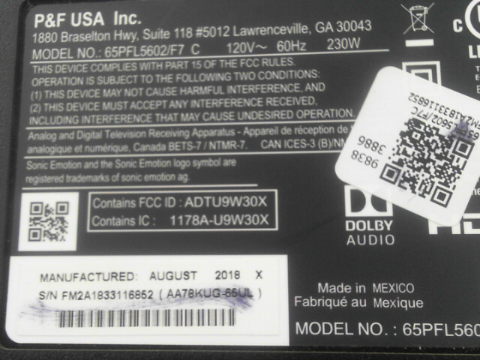 P&F USA Inc.
1880 Braselton Hwy, Suite 118 #5012 Lawrenceville, GA 30043
MODEL NO.: 65PFL5602/F7 C 120V~ 60Hz 230W
THIS DEVICE COMPLIES WITH PART 15 OF THE FCC RULES.
OPERATION IS SUBJECT TO THE FOLLOWING TWO CONDITIONS:
(1) THIS DEVICE MAY NOT CAUSE HARMFUL INTERFERENCE, AND
(2) THIS DEVICE MUST ACCEPT ANY INTERFERENCE RECEIVED,
INCLUDING INTERFERENCE THAT MAY CAUSE UNDESIRED
Analog and Digital Television Receiving Apparatus - Appareil de réception de
analogique et numérique, Canada BETS-7 / NTMR-7. CAN ICES-3 (B)/NM
Sonic Emotion and the Sonic Emotion logo symbol are
registered trademarks of sonic emotion ag.
9838
3886
Contains FCC ID : ADTU9W30X
Contains IC : 1178A-U9W30X
DOLBY
AUDIO
MANUFACTURED: AUGUST 2018 X
S/N FM2A1833116852 ( AA78KUG-65UL )
Made in MEXICO
Fabriqué au Mexique
MODEL NO. : 65PFL560